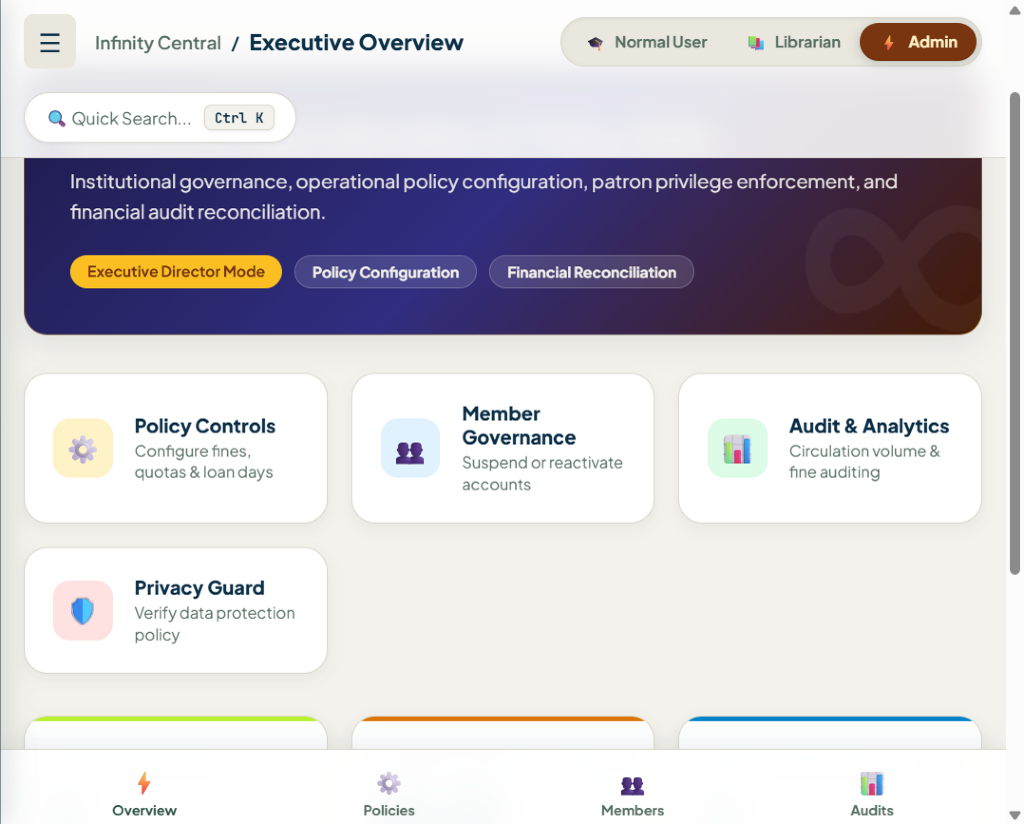 Infinity Central / Executive Overview
Normal User
Librarian
Admin
Quick Search...
Ctrl K
Institutional governance, operational policy configuration, patron privilege enforcement, and
financial audit reconciliation.
Executive Director Mode
Policy Configuration
Financial Reconciliation
Policy Controls
Configure fines,
quotas & loan days
Member
Governance
Suspend or reactivate
accounts
Audit & Analytics
Circulation volume &
fine auditing
Privacy Guard
Verify data protection
policy
Overview
Policies
Members
Audits